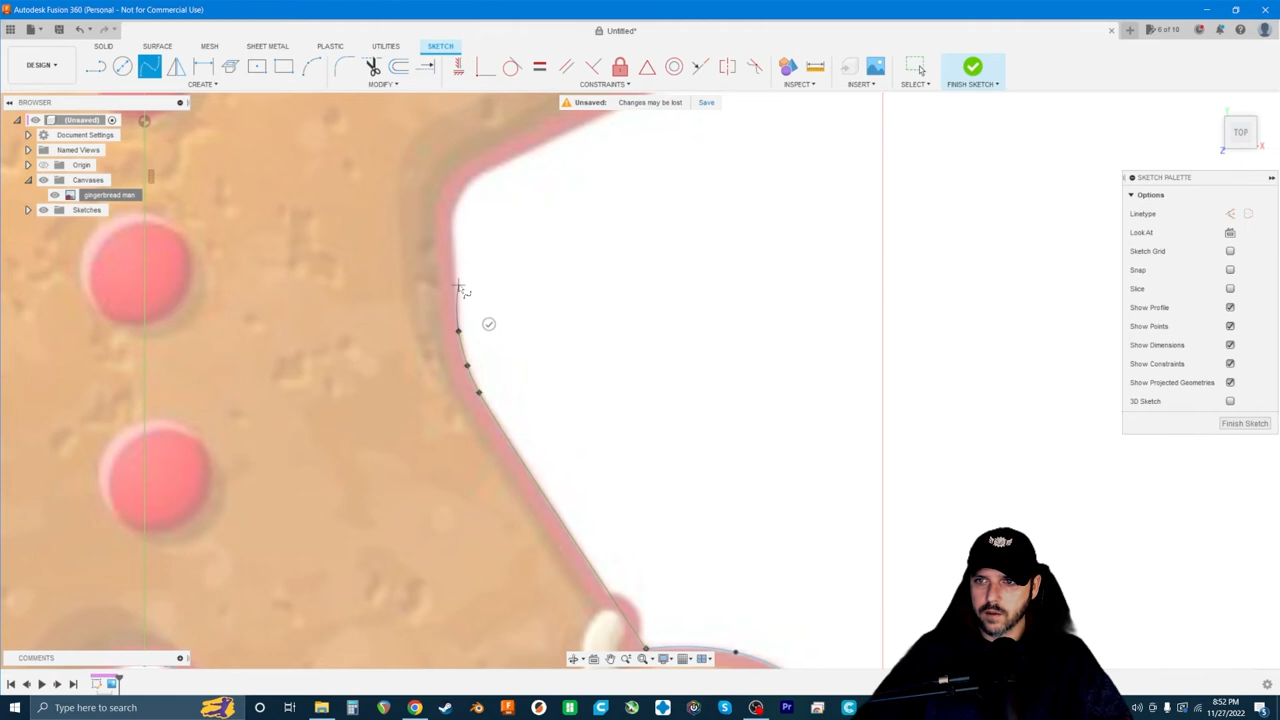 Autodesk Fusion 360 (Personal - Not for Commercial Use)
Untitled*
6 of 10
SOLID SURFACE MESH SHEET METAL PLASTIC UTILITIES SKETCH
DESIGN
CREATE MODIFY CONSTRAINTS INSPECT INSERT SELECT FINISH SKETCH
BROWSER
Unsaved: Changes may be lost Save
(Unsaved)
Document Settings
Named Views
Origin
Canvases
gingerbread man
Sketches
TOP
Y
X
Z
SKETCH PALETTE
Options
Linetype
Look At
Sketch Grid
Snap
Slice
Show Profile
Show Points
Show Dimensions
Show Constraints
Show Projected Geometries
3D Sketch
Finish Sketch
COMMENTS
Type here to search
8:52 PM
11/27/2022